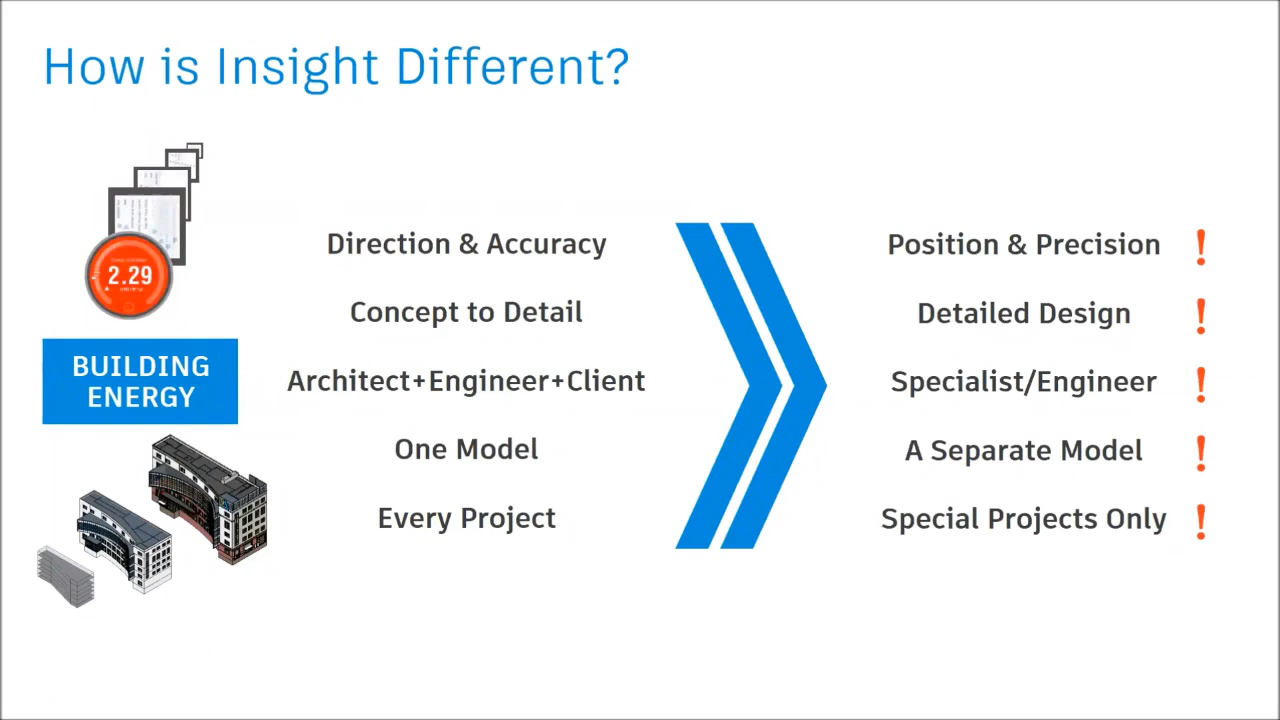 How is Insight Different?
2.29
BUILDING
ENERGY
Direction & Accuracy
Concept to Detail
Architect+Engineer+Client
One Model
Every Project
Position & Precision !
Detailed Design !
Specialist/Engineer !
A Separate Model !
Special Projects Only !